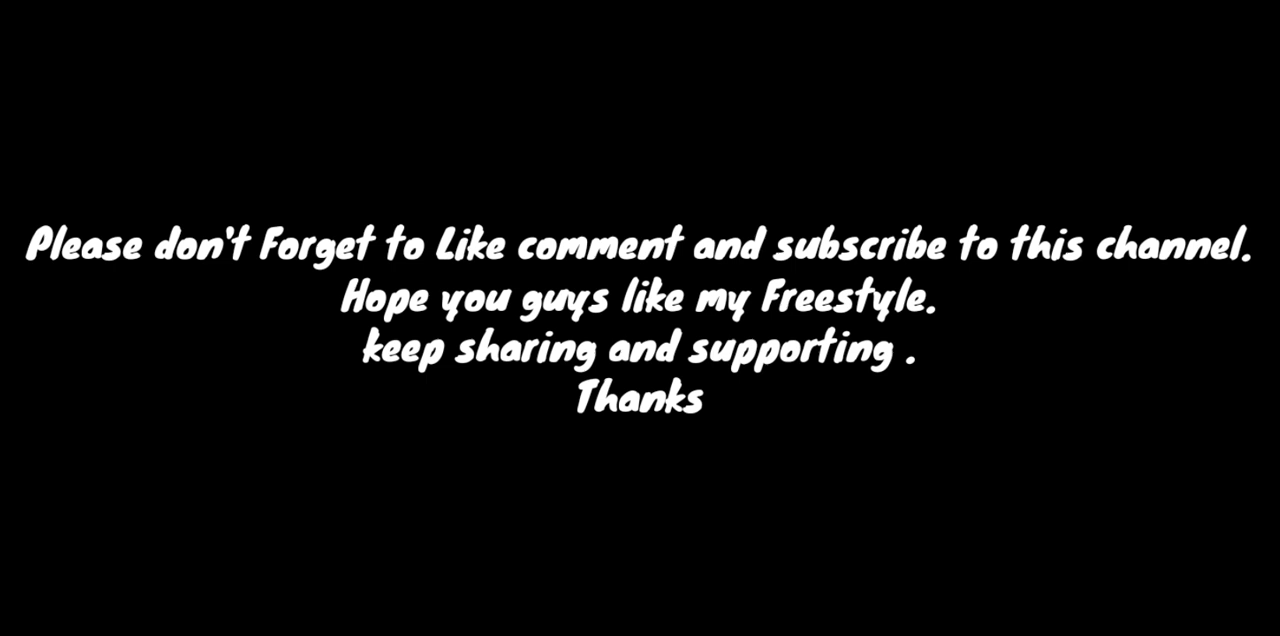 Please don't Forget to Like comment and subscribe to this channel.
Hope you guys like my Freestyle.
keep sharing and supporting .
Thanks